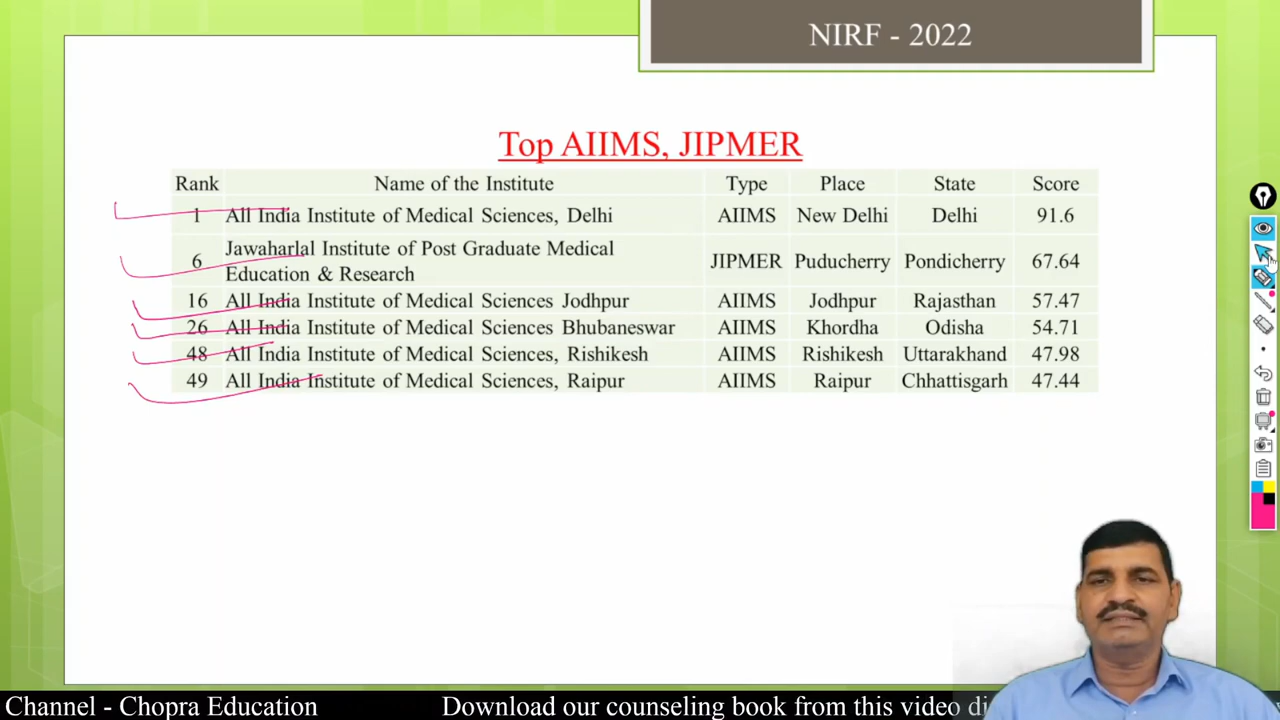 NIRF - 2022
Top AIIMS, JIPMER
Rank Name of the Institute Type Place State Score
1 All India Institute of Medical Sciences, Delhi AIIMS New Delhi Delhi 91.6
6 Jawaharlal Institute of Post Graduate Medical
Education & Research JIPMER Puducherry Pondicherry 67.64
16 All India Institute of Medical Sciences Jodhpur AIIMS Jodhpur Rajasthan 57.47
26 All India Institute of Medical Sciences Bhubaneswar AIIMS Khordha Odisha 54.71
48 All India Institute of Medical Sciences, Rishikesh AIIMS Rishikesh Uttarakhand 47.98
49 All India Institute of Medical Sciences, Raipur AIIMS Raipur Chhattisgarh 47.44
Channel - Chopra Education Download our counseling book from this video di